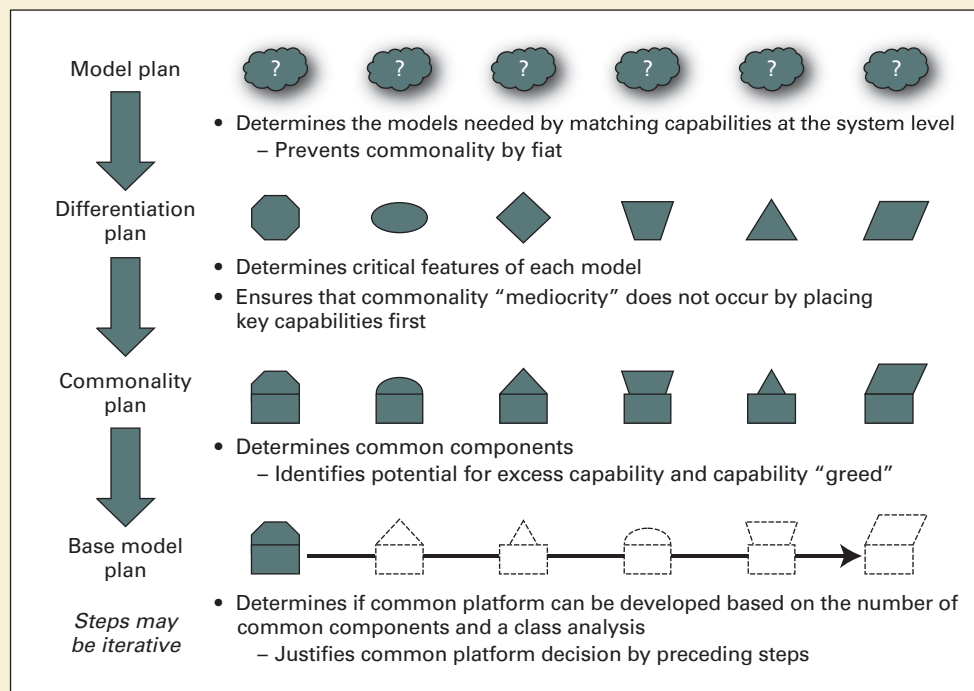 Model plan
? ? ? ? ? ?
• Determines the models needed by matching capabilities at the system level
– Prevents commonality by fiat
Differentiation
plan
• Determines critical features of each model
• Ensures that commonality “mediocrity” does not occur by placing
key capabilities first
Commonality
plan
• Determines common components
– Identifies potential for excess capability and capability “greed”
Base model
plan
Steps may
be iterative
• Determines if common platform can be developed based on the number of
common components and a class analysis
– Justifies common platform decision by preceding steps